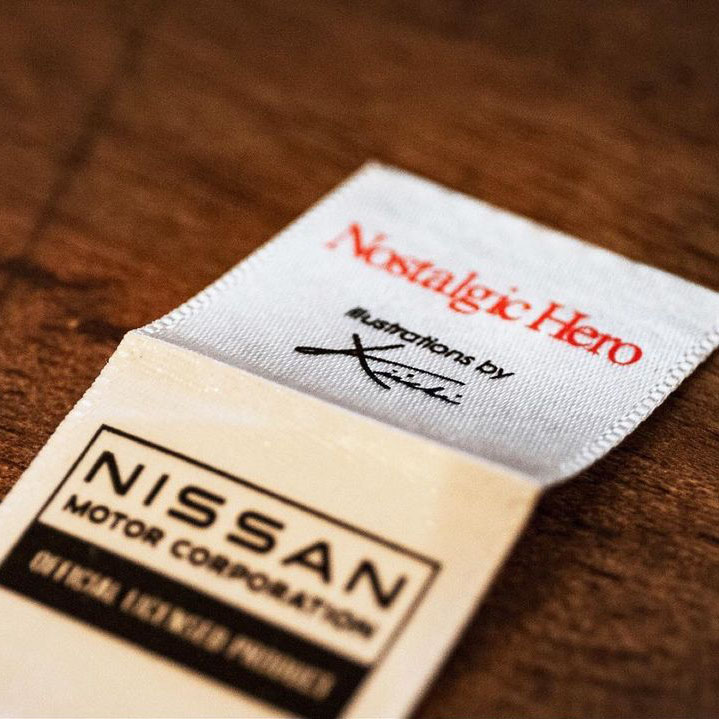 Nostalgic Hero
Illustrations by
NISSAN
MOTOR CORPORATION
OFFICIAL LICENSED PRODUCT